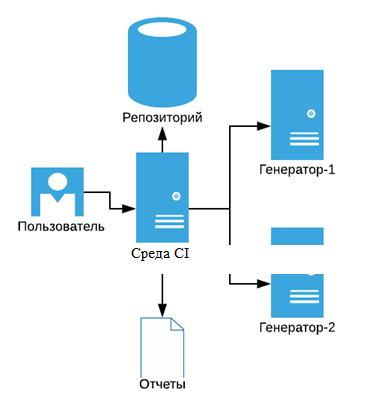 Репозиторий
Генератор-1
Пользователь
Среда CI
Генератор-2
Отчеты